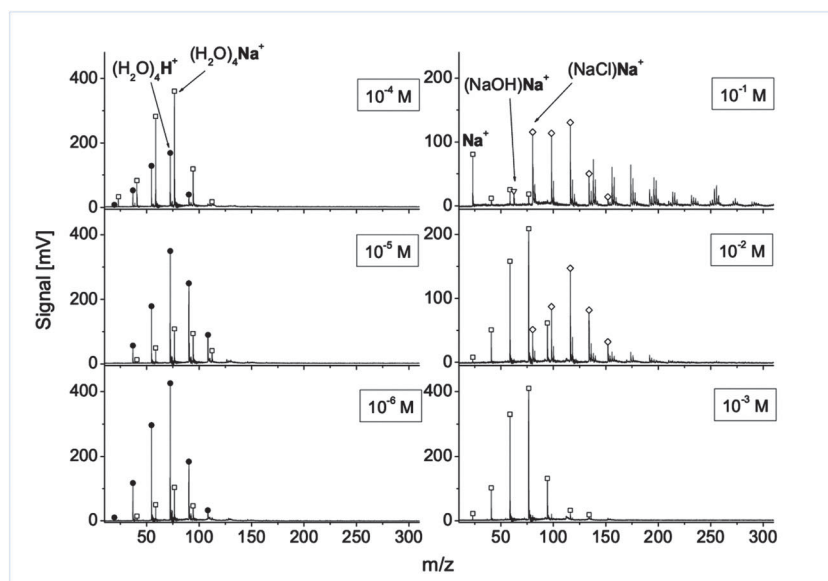 (H₂O)₄H⁺
(H₂O)₄Na⁺
10⁻⁴ M
400
200
0
10⁻⁵ M
400
200
0
10⁻⁶ M
400
200
0
50 100 150 200 250 300
Signal [mV]
Na⁺
(NaOH)Na⁺
(NaCl)Na⁺
10⁻¹ M
200
100
0
10⁻² M
200
100
0
10⁻³ M
400
200
0
50 100 150 200 250 300
m/z